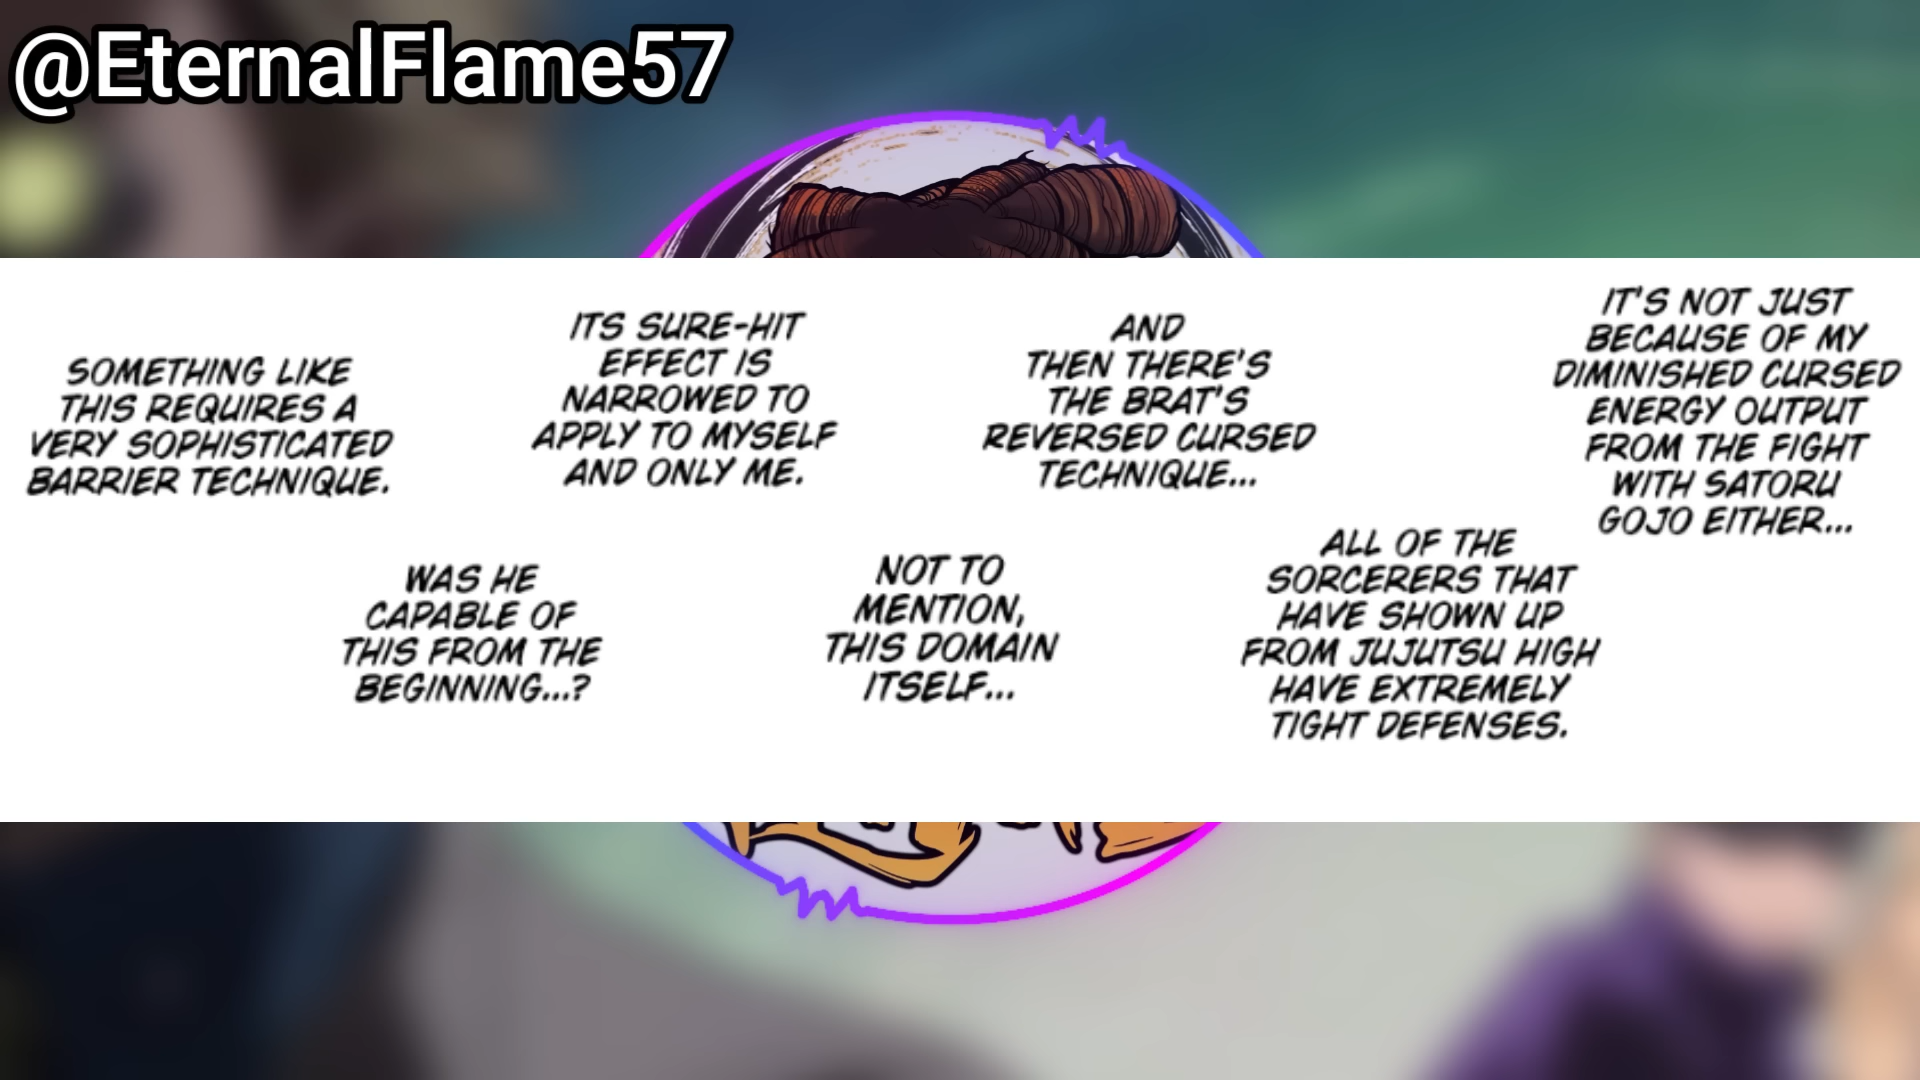 @EternalFlame57
IT'S NOT JUST
BECAUSE OF MY
DIMINISHED CURSED
ENERGY OUTPUT
FROM THE FIGHT
WITH SATORU
GOJO EITHER...
ALL OF THE
SORCERERS THAT
HAVE SHOWN UP
FROM JUJUTSU HIGH
HAVE EXTREMELY
TIGHT DEFENSES.
AND
THEN THERE'S
THE BRAT'S
REVERSED CURSED
TECHNIQUE...
NOT TO
MENTION,
THIS DOMAIN
ITSELF...
ITS SURE-HIT
EFFECT IS
NARROWED TO
APPLY TO MYSELF
AND ONLY ME.
WAS HE
CAPABLE OF
THIS FROM THE
BEGINNING...?
SOMETHING LIKE
THIS REQUIRES A
VERY SOPHISTICATED
BARRIER TECHNIQUE.